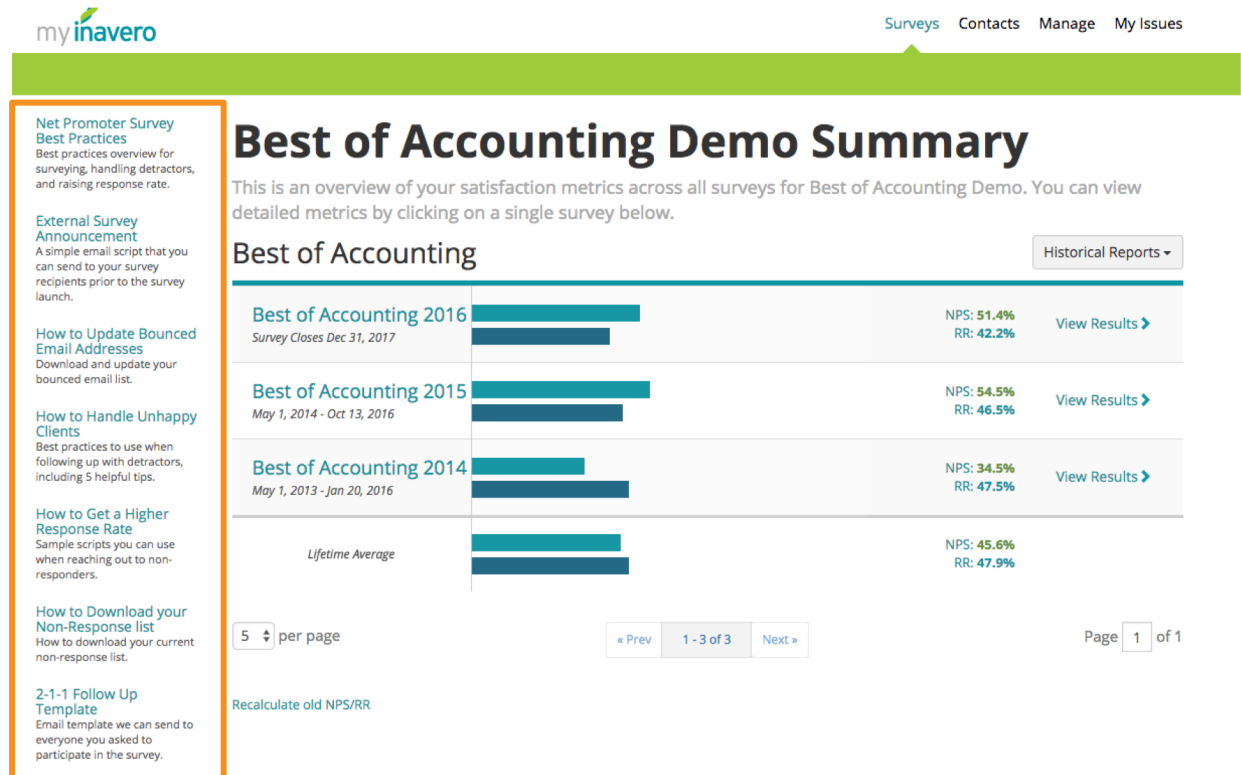 my inavero
Surveys Contacts Manage My Issues
Net Promoter Survey
Best Practices
Best practices overview for
surveying, handling detractors,
and raising response rate.
External Survey
Announcement
A simple email script that you
can send to your survey
recipients prior to the survey
launch.
How to Update Bounced
Email Addresses
Download and update your
bounced email list.
How to Handle Unhappy
Clients
Best practices to use when
following up with detractors,
including 5 helpful tips.
How to Get a Higher
Response Rate
Sample scripts you can use
when reaching out to non-
responders.
How to Download your
Non-Response list
How to download your current
non-response list.
2-1-1 Follow Up
Template
Email template we can send to
everyone you asked to
participate in the survey.
Best of Accounting Demo Summary
This is an overview of your satisfaction metrics across all surveys for Best of Accounting Demo. You can view
detailed metrics by clicking on a single survey below.
Best of Accounting
Historical Reports
Best of Accounting 2016
Survey Closes Dec 31, 2017
NPS: 51.4%
RR: 42.2%
View Results
Best of Accounting 2015
May 1, 2014 - Oct 13, 2016
NPS: 54.5%
RR: 46.5%
View Results
Best of Accounting 2014
May 1, 2013 - Jan 20, 2016
NPS: 34.5%
RR: 47.5%
View Results
Lifetime Average
NPS: 45.6%
RR: 47.9%
5 per page
« Prev 1 - 3 of 3 Next »
Page 1 of 1
Recalculate old NPS/RR